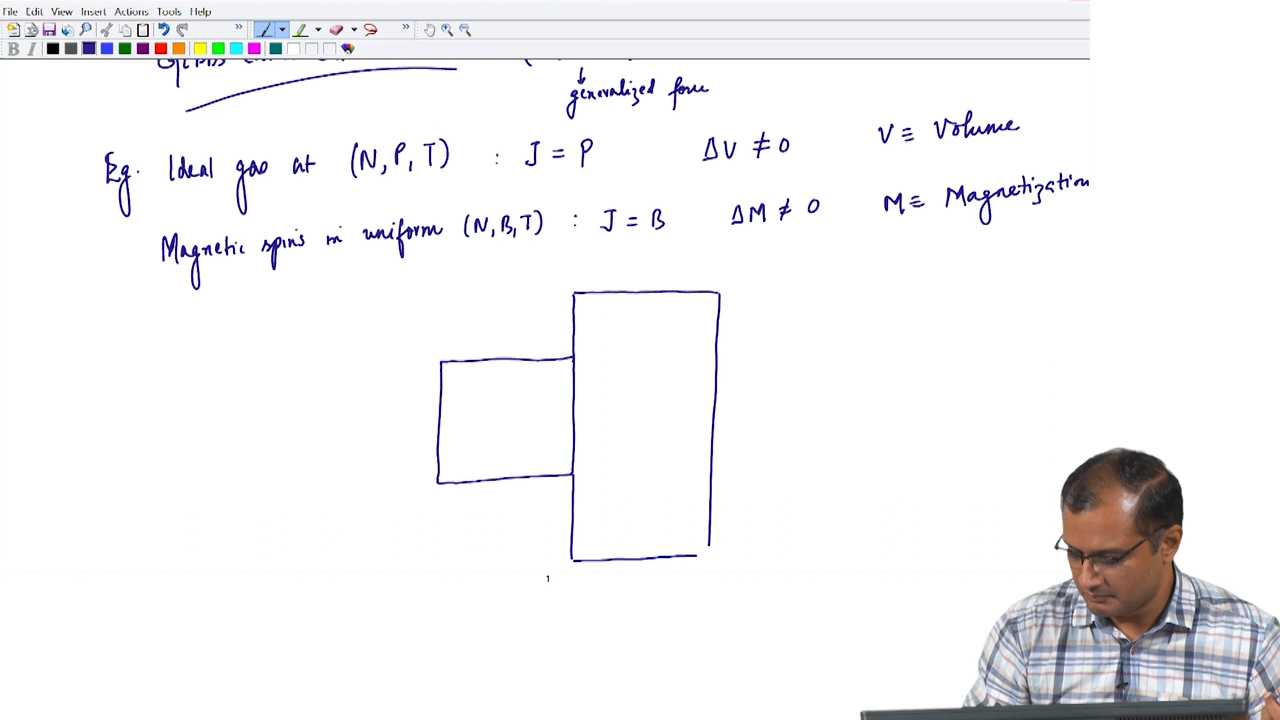 File Edit View Insert Actions Tools Help
B I
generalized force
Eg. Ideal gas at (N, P, T) : J = P ΔV ≠ 0 V ≡ Volume
Magnetic spins in uniform (N, B, T) : J = B ΔM ≠ 0 M ≡ Magnetization
1